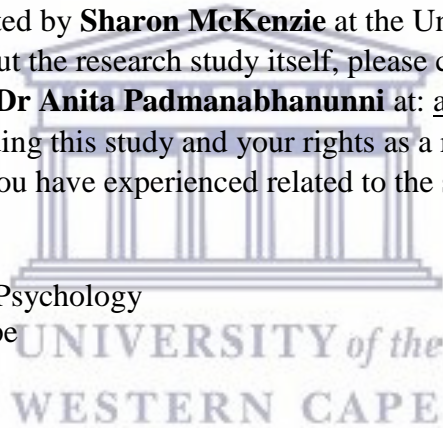 ted by Sharon McKenzie at the Un
ut the research study itself, please c
Dr Anita Padmanabhanunni at: a
ling this study and your rights as a r
ou have experienced related to the s
Psychology
pe
UNIVERSITY of the
WESTERN CAPE